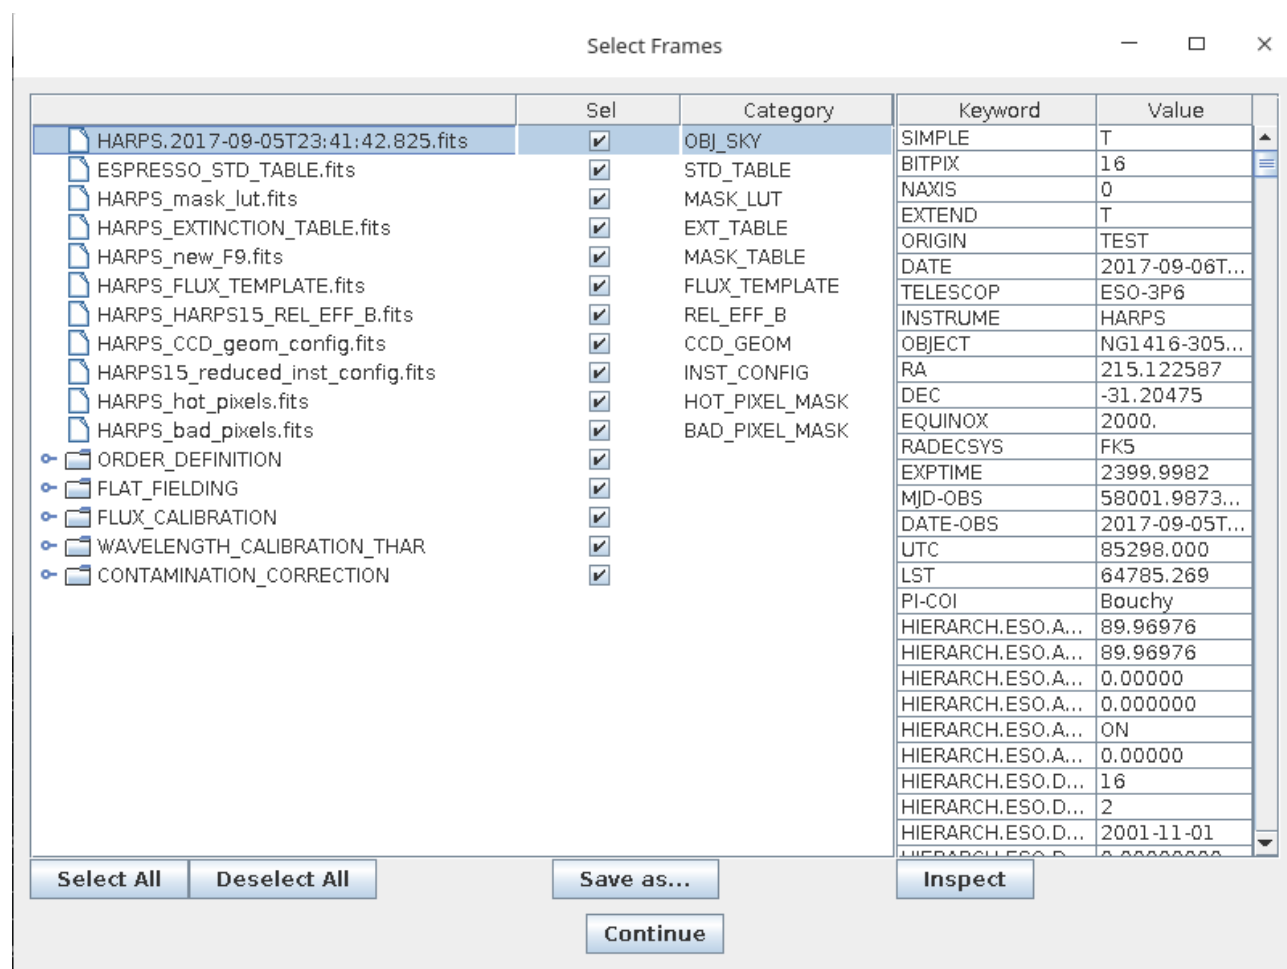 Select Frames
Sel Category
HARPS.2017-09-05T23:41:42.825.fits OBJ_SKY
ESPRESSO_STD_TABLE.fits STD_TABLE
HARPS_mask_lut.fits MASK_LUT
HARPS_EXTINCTION_TABLE.fits EXT_TABLE
HARPS_new_F9.fits MASK_TABLE
HARPS_FLUX_TEMPLATE.fits FLUX_TEMPLATE
HARPS_HARPS15_REL_EFF_B.fits REL_EFF_B
HARPS_CCD_geom_config.fits CCD_GEOM
HARPS15_reduced_inst_config.fits INST_CONFIG
HARPS_hot_pixels.fits HOT_PIXEL_MASK
HARPS_bad_pixels.fits BAD_PIXEL_MASK
ORDER_DEFINITION
FLAT_FIELDING
FLUX_CALIBRATION
WAVELENGTH_CALIBRATION_THAR
CONTAMINATION_CORRECTION
Keyword Value
SIMPLE T
BITPIX 16
NAXIS 0
EXTEND T
ORIGIN TEST
DATE 2017-09-06T...
TELESCOP ESO-3P6
INSTRUME HARPS
OBJECT NG1416-305...
RA 215.122587
DEC -31.20475
EQUINOX 2000.
RADECSYS FK5
EXPTIME 2399.9982
MJD-OBS 58001.9873...
DATE-OBS 2017-09-05T...
UTC 85298.000
LST 64785.269
PI-COI Bouchy
HIERARCH.ESO.A... 89.96976
HIERARCH.ESO.A... 89.96976
HIERARCH.ESO.A... 0.00000
HIERARCH.ESO.A... 0.000000
HIERARCH.ESO.A... ON
HIERARCH.ESO.A... 0.00000
HIERARCH.ESO.D... 16
HIERARCH.ESO.D... 2
HIERARCH.ESO.D... 2001-11-01
Select All Deselect All Save as... Inspect
Continue